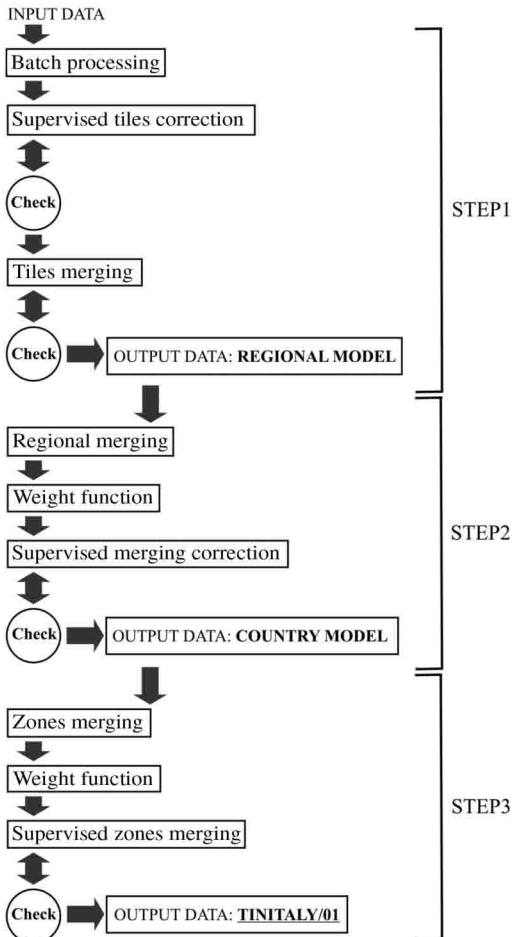 INPUT DATA
Batch processing
Supervised tiles correction
Check
Tiles merging
Check
OUTPUT DATA: REGIONAL MODEL
STEP1
Regional merging
Weight function
Supervised merging correction
Check
OUTPUT DATA: COUNTRY MODEL
STEP2
Zones merging
Weight function
Supervised zones merging
Check
OUTPUT DATA: TINITALY/01
STEP3